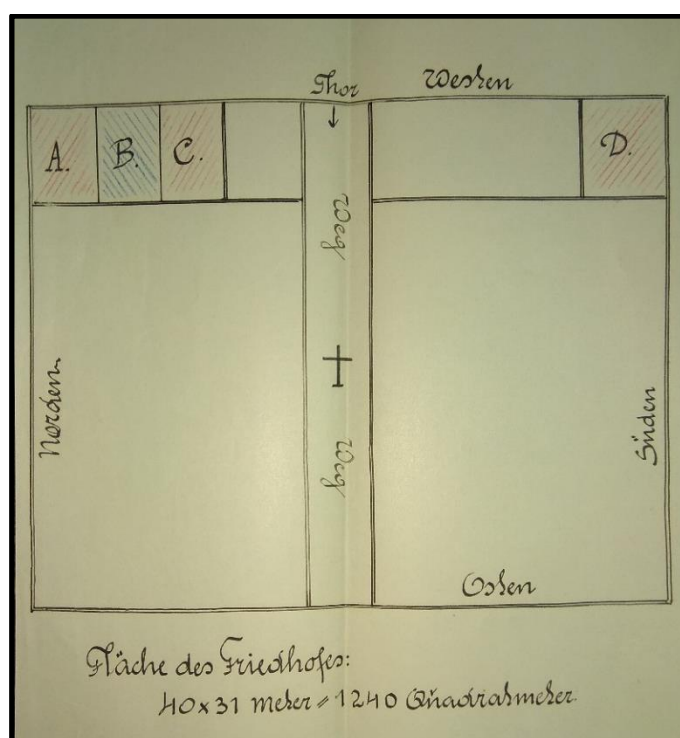 Thor Westen
A. B. C. D.
Weg
Norden
Süden
Weg
Osten
Fläche des Friedhofes:
40 x 31 Meter = 1240 Quadratmeter.